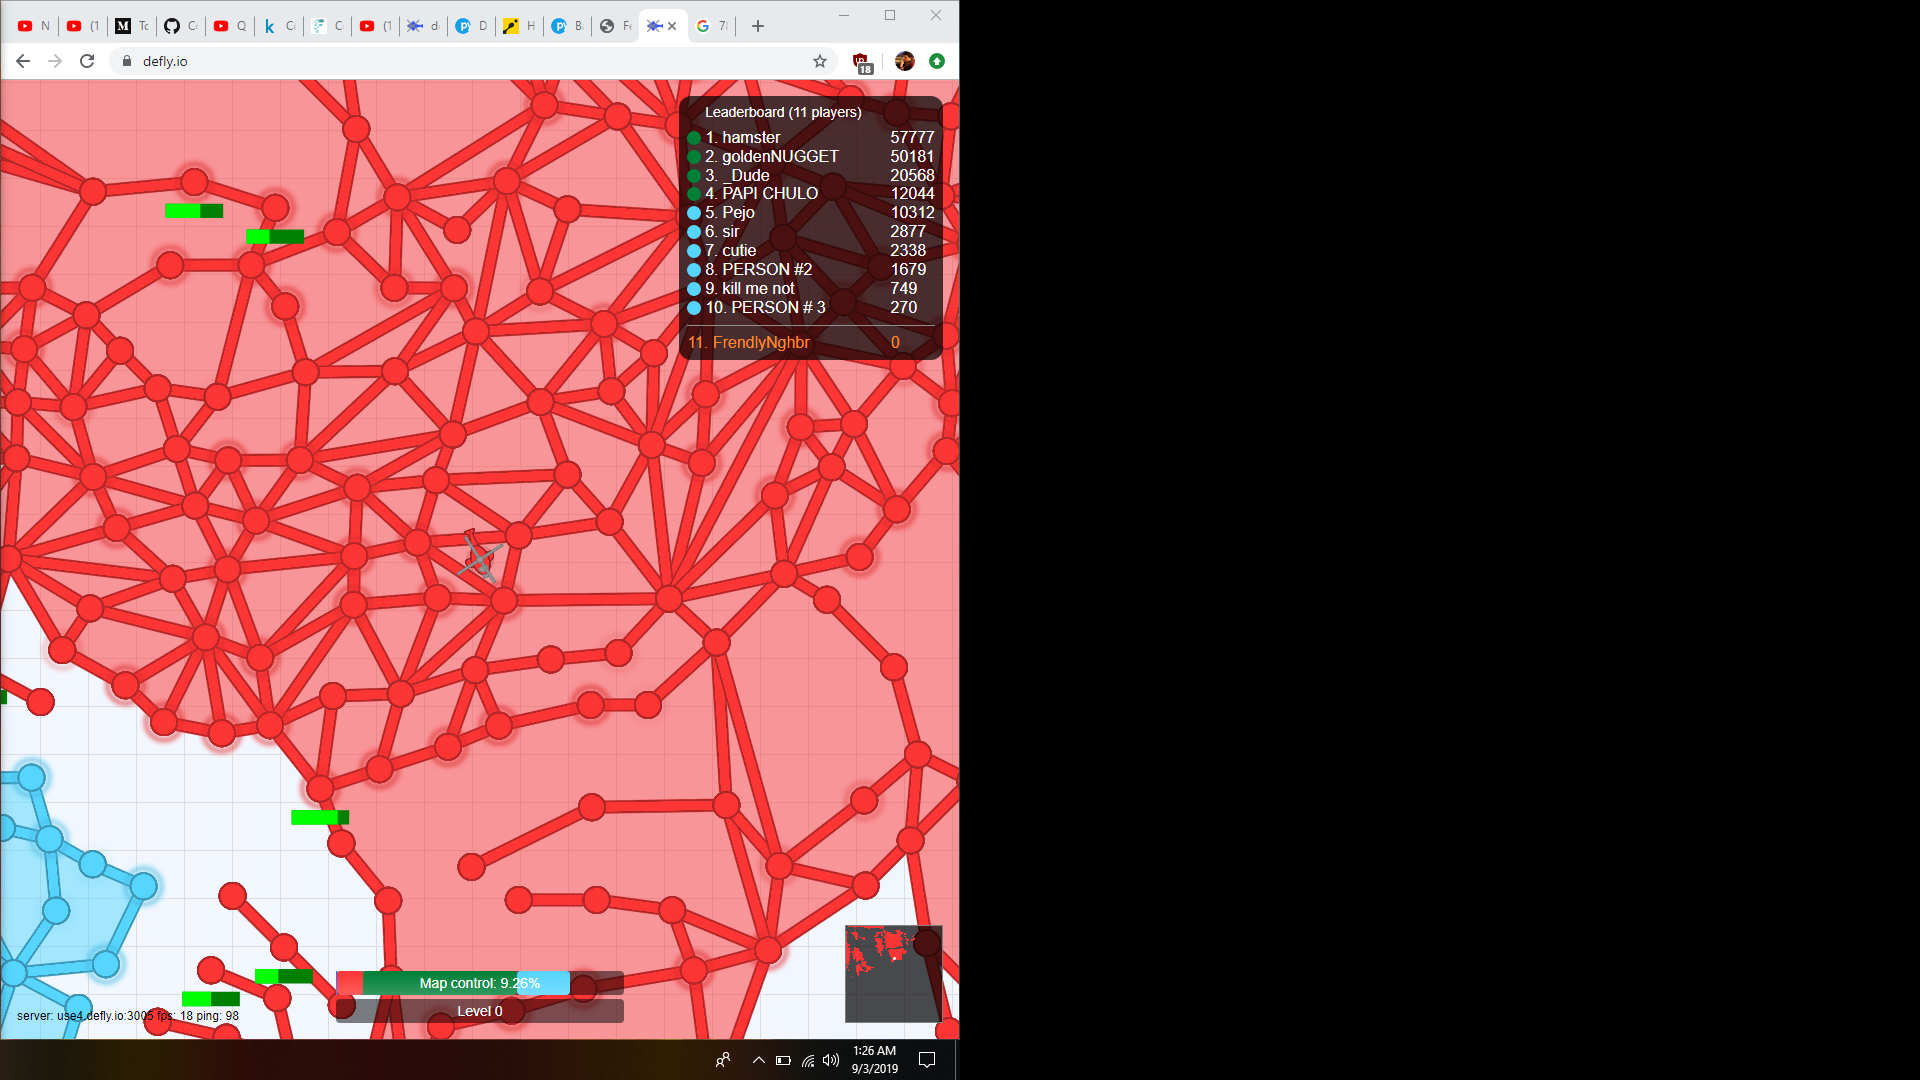 N
(1
Tc
C
Q
k
Cc
C
(1
d
D
H
B
Fe
G
7
defly.io
18
Leaderboard (11 players)
1. hamster 57777
2. goldenNUGGET 50181
3. _Dude 20568
4. PAPI CHULO 12044
5. Pejo 10312
6. sir 2877
7. cutie 2338
8. PERSON #2 1679
9. kill me not 749
10. PERSON # 3 270
11. FrendlyNghbr 0
Map control: 9.26%
Level 0
server: use4.defly.io:3005 fps: 18 ping: 98
1:26 AM
9/3/2019